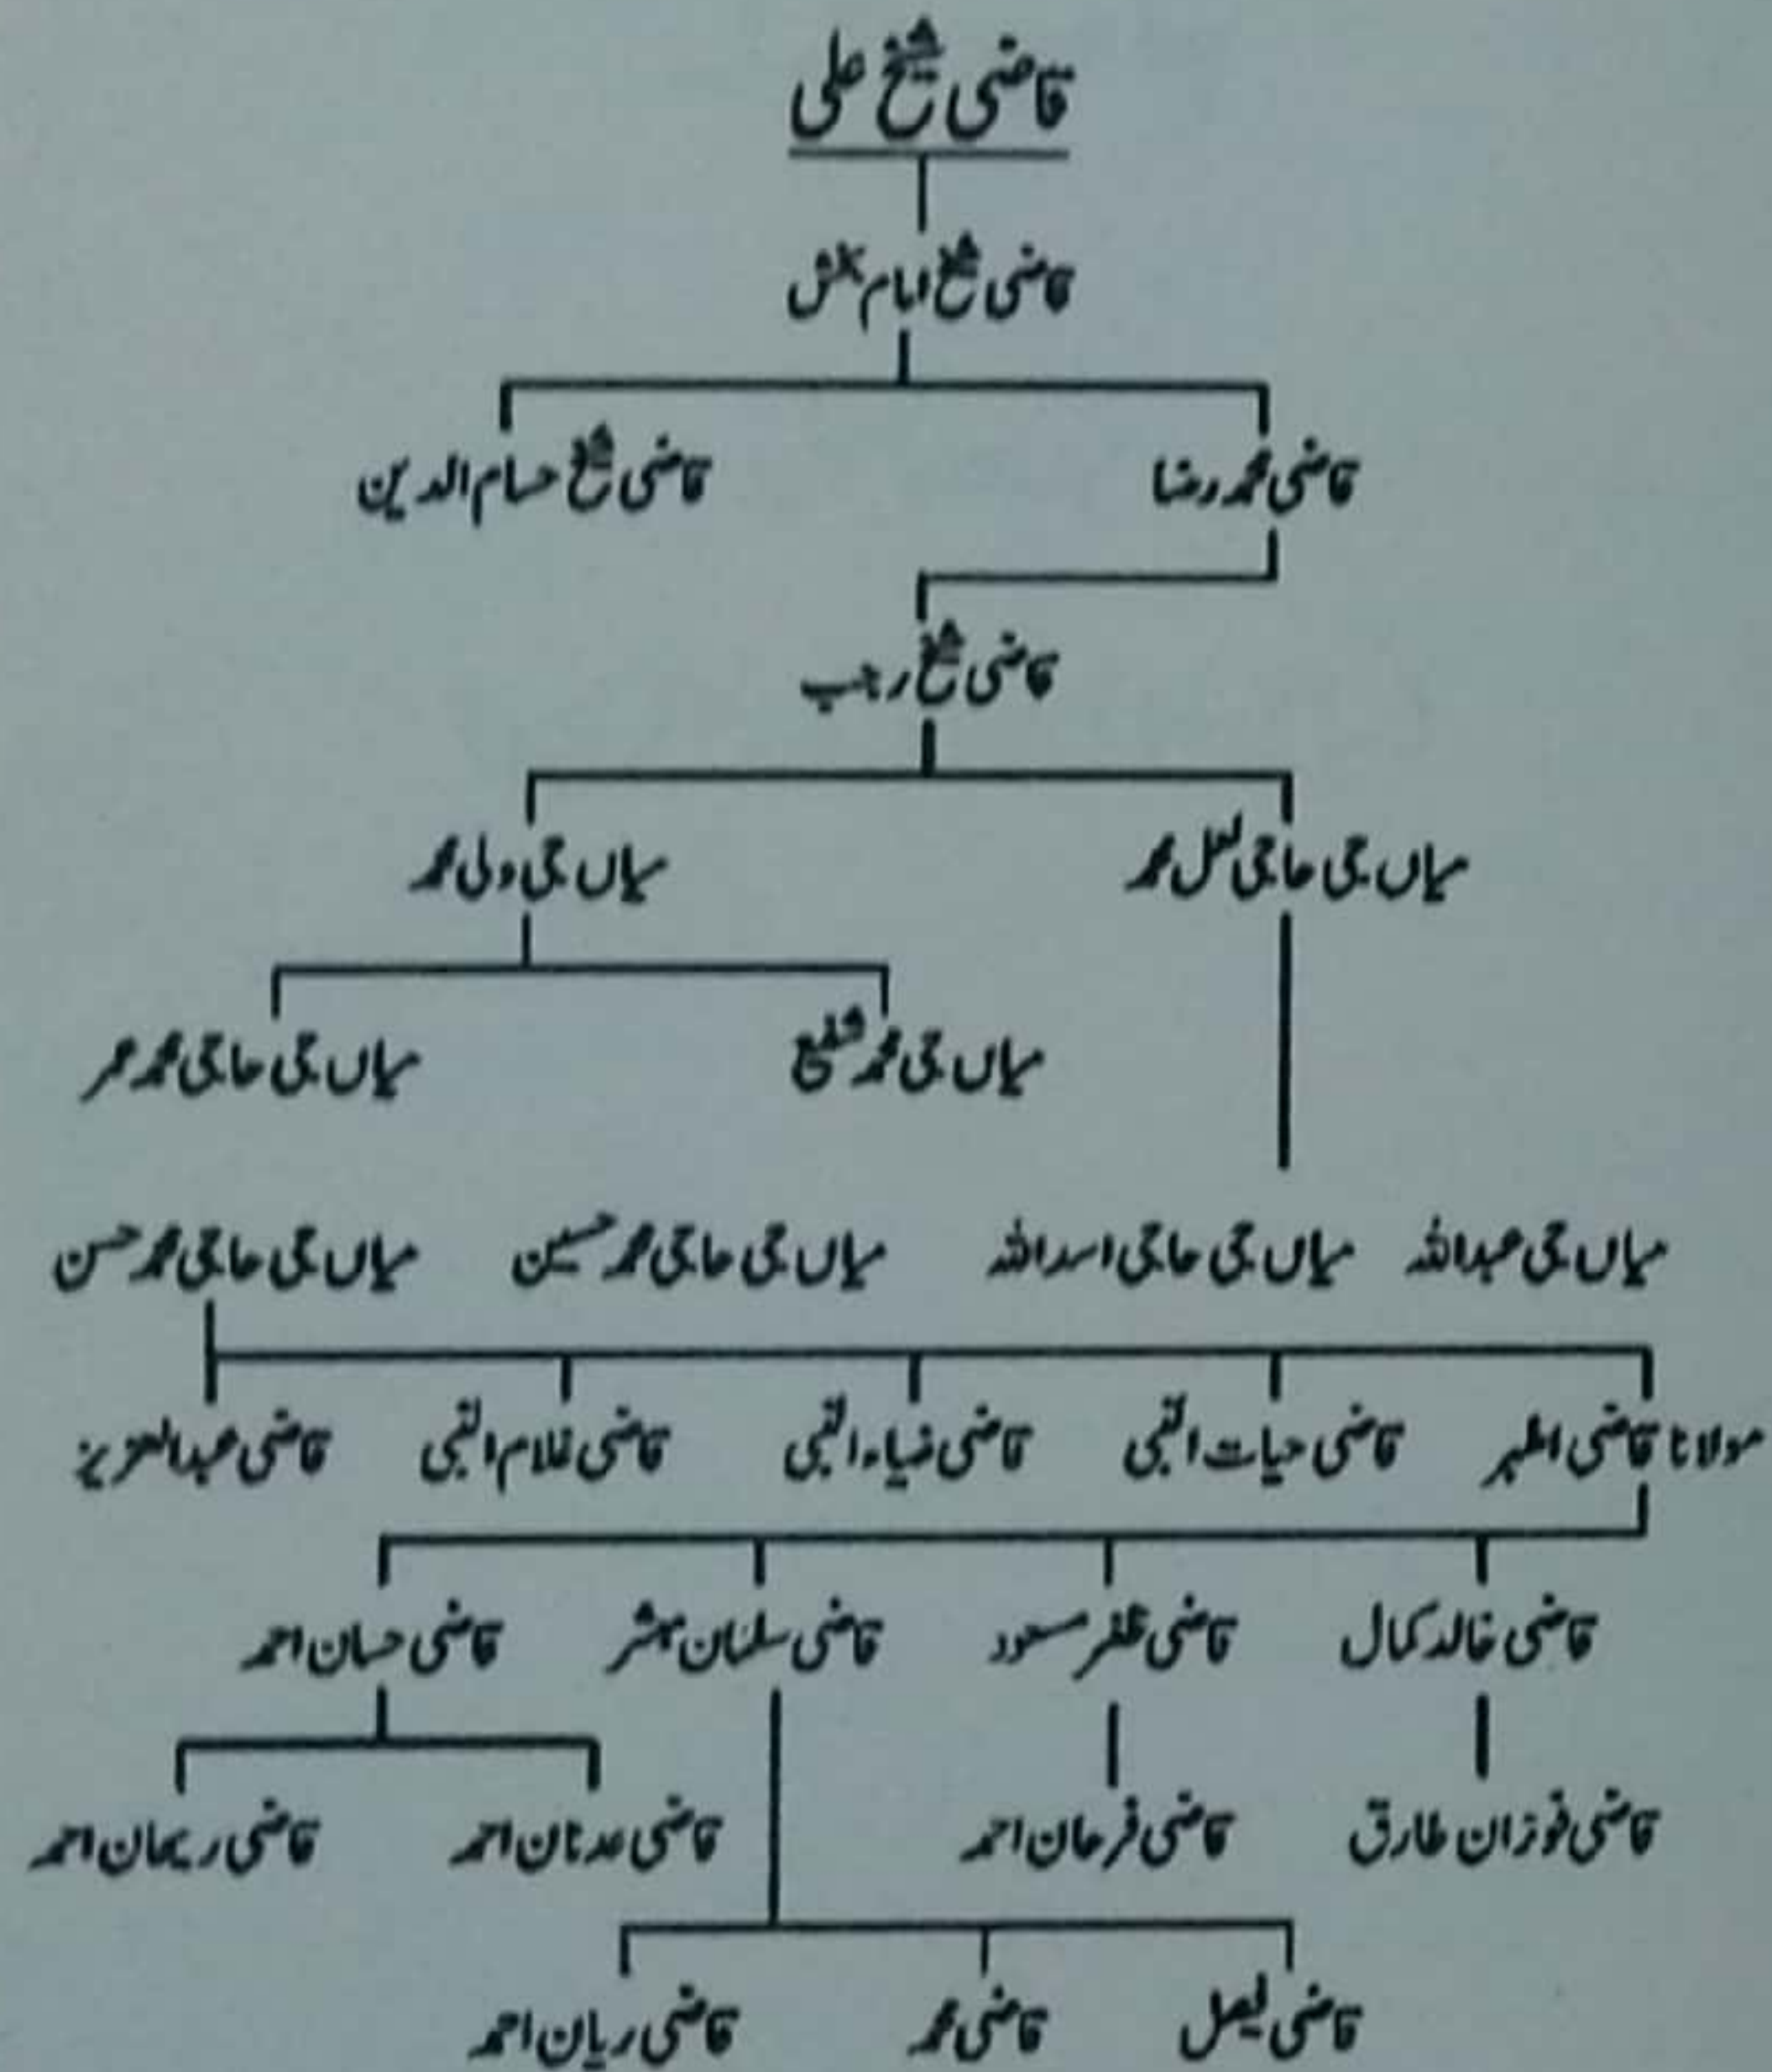 قاضی شیخ علی
قاضی شیخ امام بخش
قاضی محمد رضا قاضی شیخ حسام الدین
قاضی شیخ رجب
میاں جی حاجی لعل محمد میاں جی ولی محمد
میاں جی محمد شفیع میاں جی حاجی محمد عمر
میاں جی عبداللہ میاں جی حاجی اسداللہ میاں جی حاجی محمد حسین میاں جی حاجی محمد حسن
مولانا قاضی اطہر قاضی حیات النبی قاضی ضیاء النبی قاضی غلام النبی قاضی عبدالعزیز
قاضی خالد کمال قاضی ظفر مسعود قاضی سلمان مبشر قاضی حسان احمد
قاضی فوزان طارق قاضی فرحان احمد قاضی عدنان احمد قاضی ریحان احمد
قاضی فیصل قاضی محمد قاضی ریان احمد